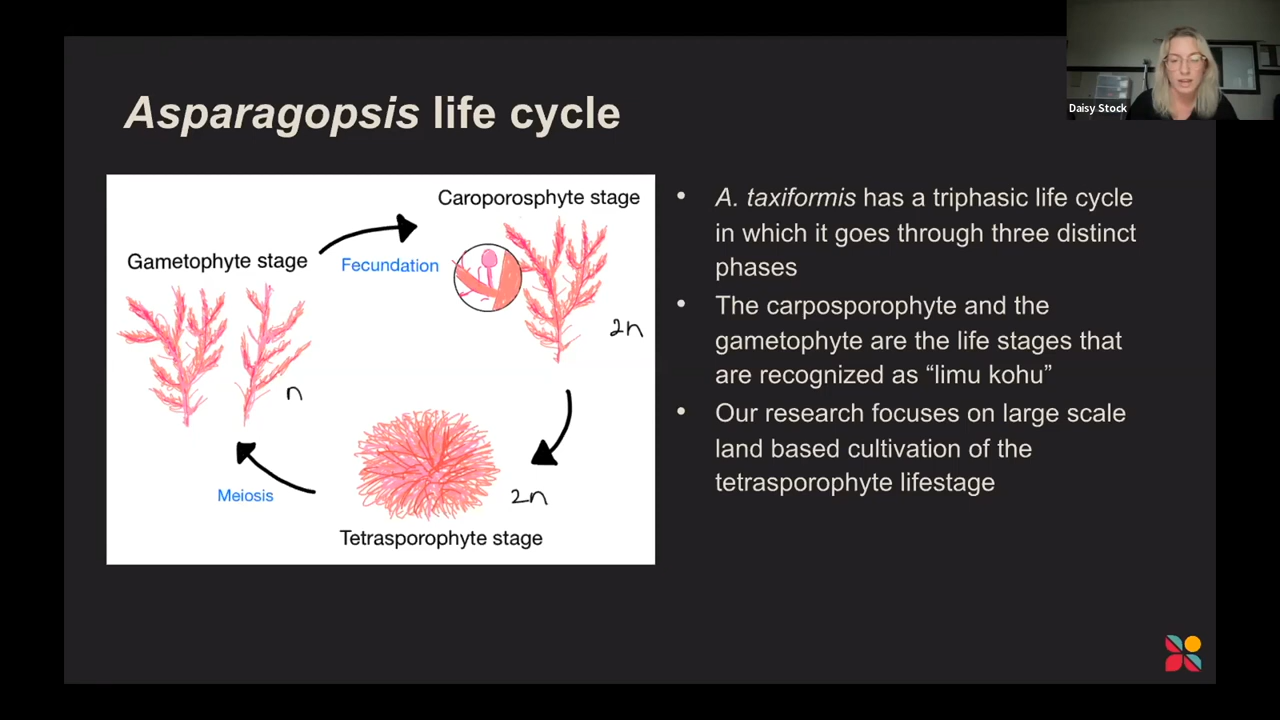 Daisy Stock
Asparagopsis life cycle
Caroporosphyte stage
Gametophyte stage
Fecundation
2n
n
2n
Meiosis
Tetrasporophyte stage
• A. taxiformis has a triphasic life cycle
in which it goes through three distinct
phases
• The carposporophyte and the
gametophyte are the life stages that
are recognized as “limu kohu”
• Our research focuses on large scale
land based cultivation of the
tetrasporophyte lifestage